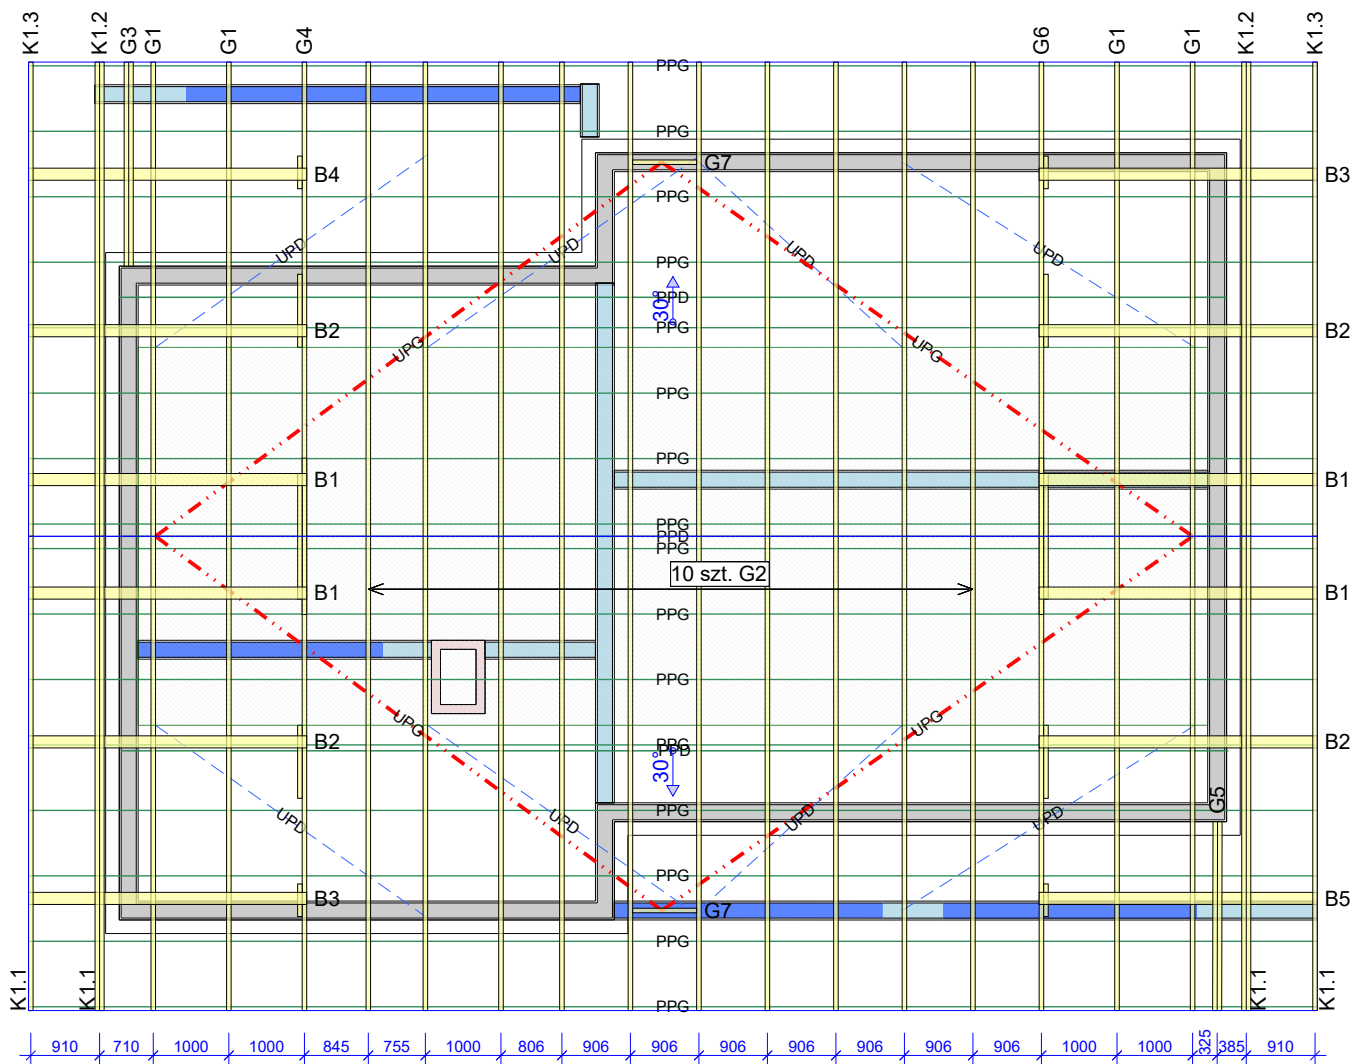 K1.3 K1.2 G3 G1 G1 G4 G6 G1 G1 K1.2 K1.3
PPG
PPG
G7
B4 B3
PPG
UPD UPD UPD UPD
PPG
PPD
30°
PPG
B2 B2
UPG UPG
PPG
PPG
B1 B1
PPG
PPD
PPG
10 szt. G2
B1 B1
PPG
PPG
UPG UPG
B2 PPG B2
PPD
30°
G5
PPG
UPD UPD UPD UPD
PPG
B3 B5
G7
PPG
K1.1 K1.1 K1.1 K1.1
PPG
910 710 1000 1000 845 755 1000 806 906 906 906 906 906 906 906 1000 1000 325 385 910